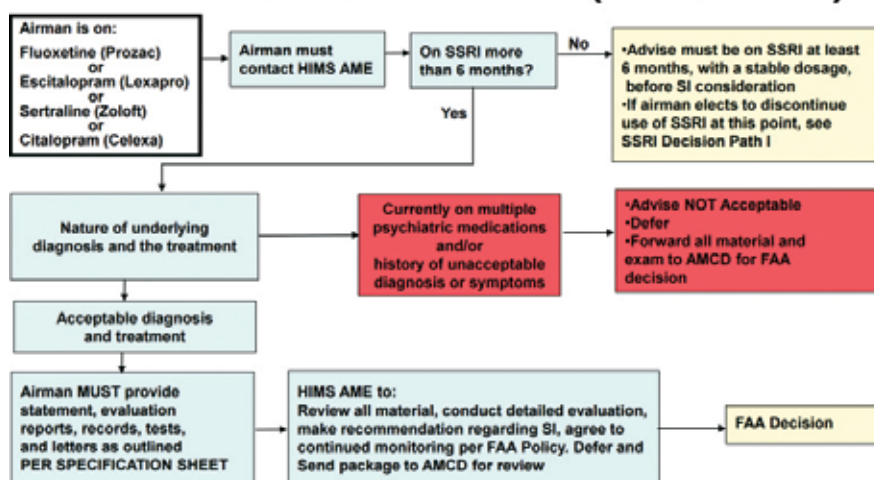 Airman is on:
Fluoxetine (Prozac)
or
Escitalopram (Lexapro)
or
Sertraline (Zoloft)
or
Citalopram (Celexa)
Airman must
contact HIMS AME
On SSRI more
than 6 months?
No
Yes
•Advise must be on SSRI at least
6 months, with a stable dosage,
before SI consideration
•If airman elects to discontinue
use of SSRI at this point, see
SSRI Decision Path I
Nature of underlying
diagnosis and the treatment
Currently on multiple
psychiatric medications
and/or
history of unacceptable
diagnosis or symptoms
•Advise NOT Acceptable
•Defer
•Forward all material and
exam to AMCD for FAA
decision
Acceptable diagnosis
and treatment
Airman MUST provide
statement, evaluation
reports, records, tests,
and letters as outlined
PER SPECIFICATION SHEET
HIMS AME to:
Review all material, conduct detailed evaluation,
make recommendation regarding SI, agree to
continued monitoring per FAA Policy. Defer and
Send package to AMCD for review
FAA Decision